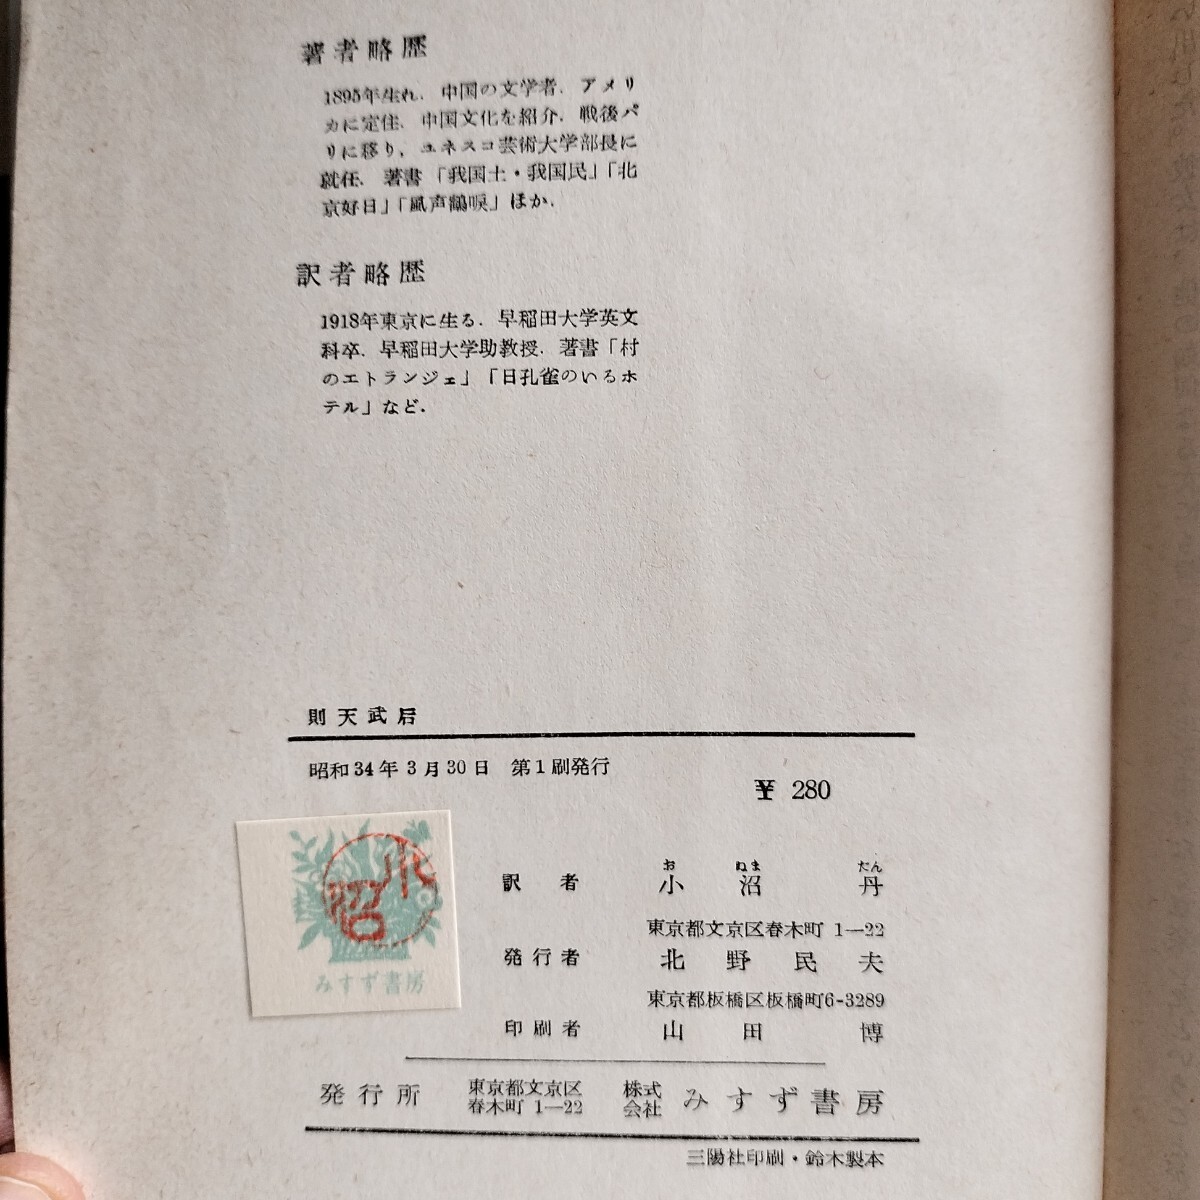 著者略歴
1895年生れ．中国の文学者．アメリ
カに定住．中国文化を紹介．戦後パ
リに移り，ユネスコ芸術大学部長に
就任．著書「我国土・我国民」「北
京好日」「風声鶴唳」ほか．
訳者略歴
1918年東京に生る．早稲田大学英文
科卒．早稲田大学助教授．著書「村
のエトランジェ」「白孔雀のいるホ
テル」など．
則天武后
昭和34年3月30日 第1刷発行
¥ 280
おぬま たん
訳者 小沼 丹
東京都文京区春木町 1—22
発行者 北野民夫
東京都板橋区板橋町6-3289
印刷者 山田 博
発行所 東京都文京区春木町 1—22 株式会社 みすず書房
三陽社印刷・鈴木製本
小沼
みすず書房